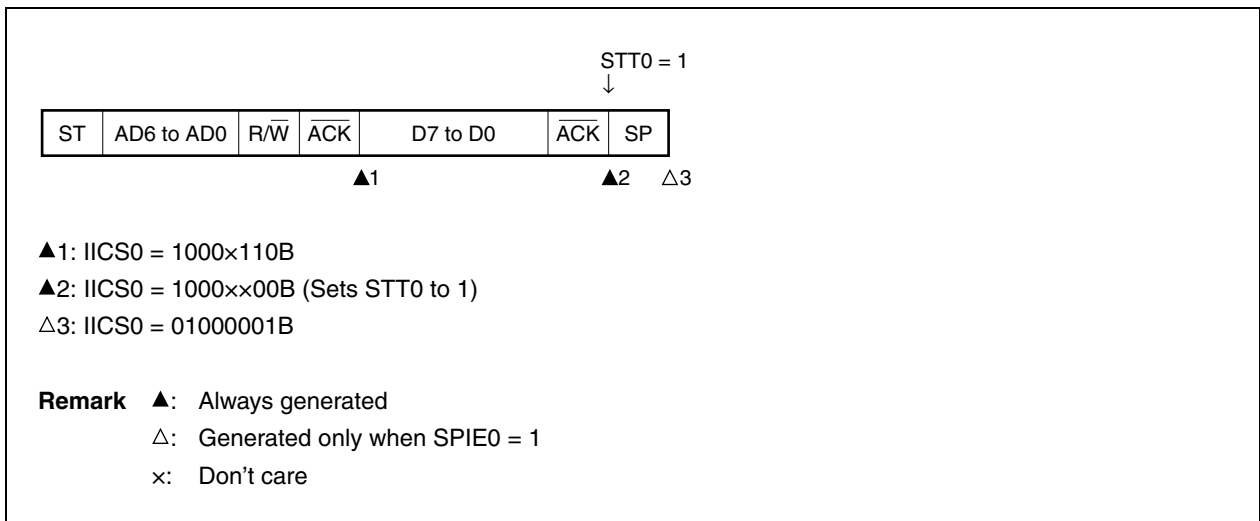 STT0 = 1
↓
ST AD6 to AD0 R/W̅ A̅C̅K̅ D7 to D0 A̅C̅K̅ SP
▲1 ▲2 △3
▲1: IICS0 = 1000×110B
▲2: IICS0 = 1000××00B (Sets STT0 to 1)
△3: IICS0 = 01000001B
Remark ▲: Always generated
△: Generated only when SPIE0 = 1
×: Don't care